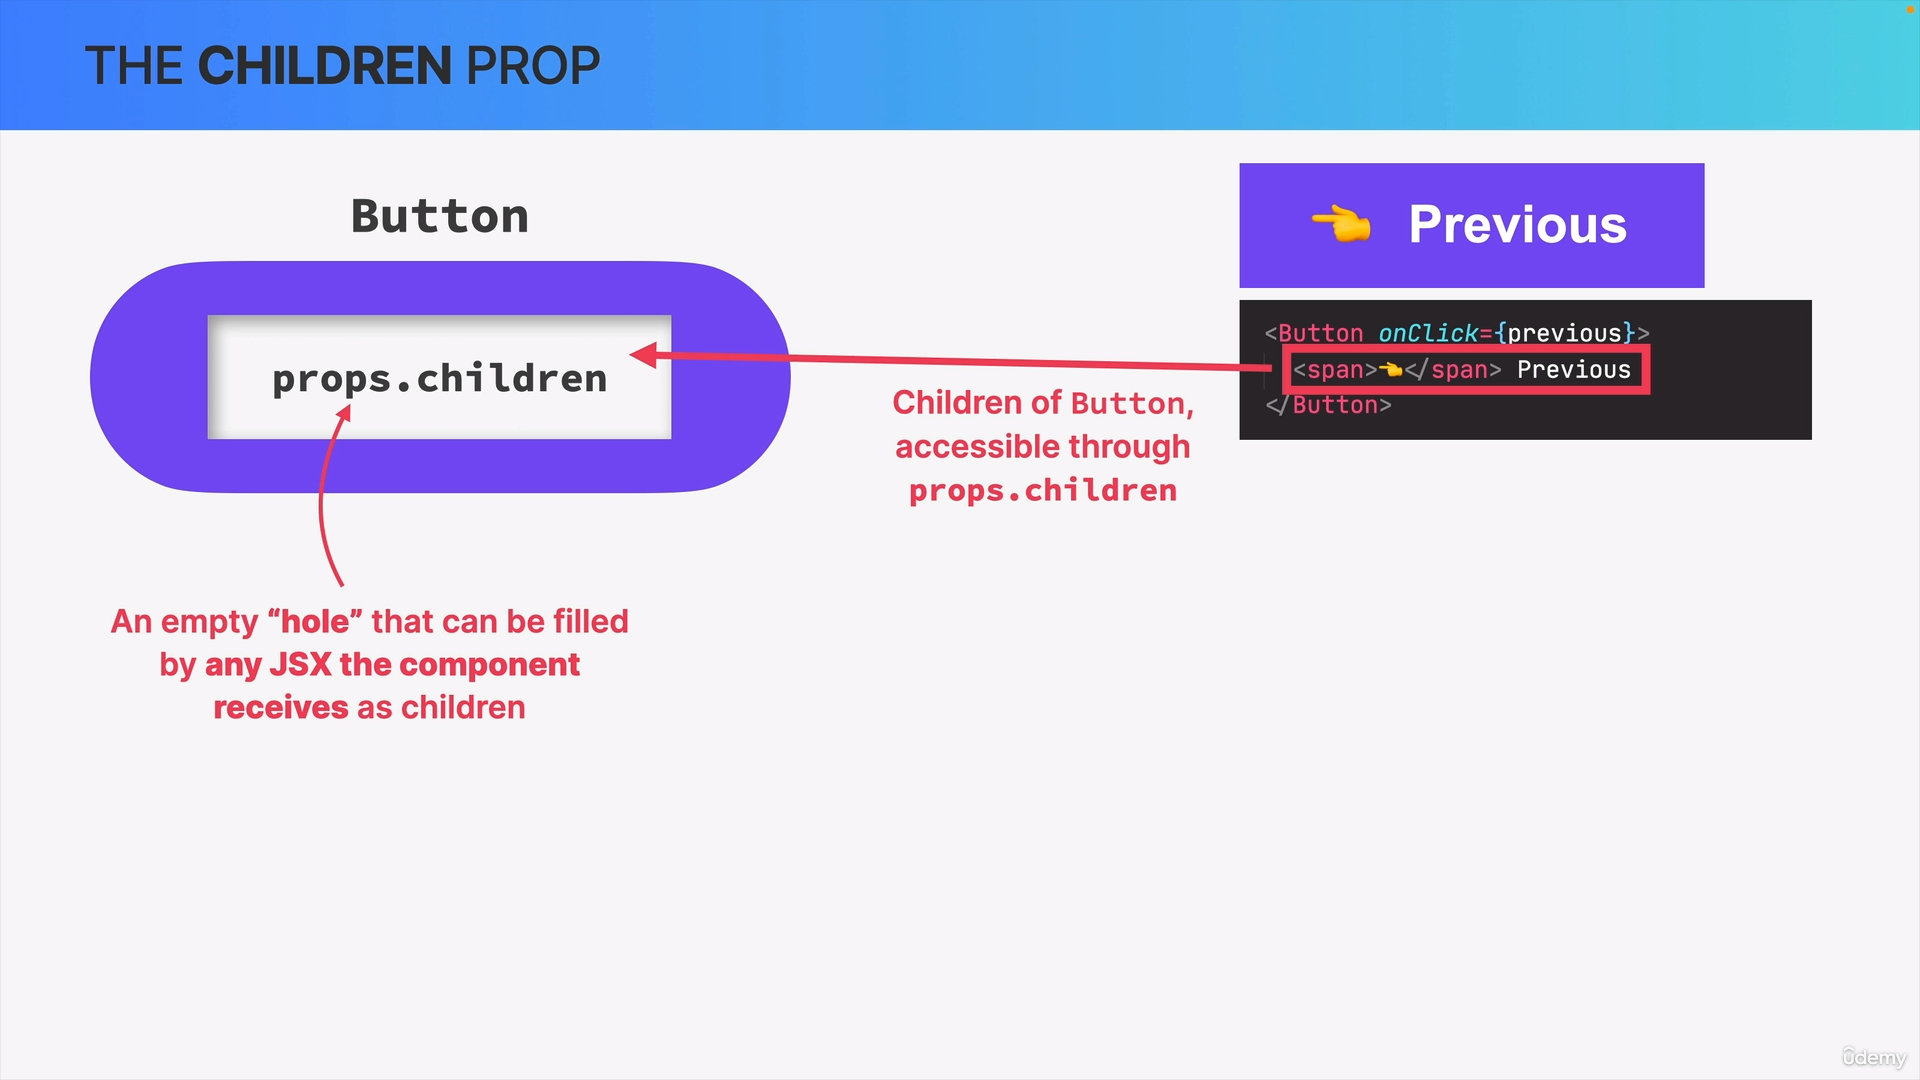 THE CHILDREN PROP
Button
props.children
An empty “hole” that can be filled
by any JSX the component
receives as children
Children of Button,
accessible through
props.children
👈 Previous
<Button onClick={previous}>
<span>👈</span> Previous
</Button>
ûdemy